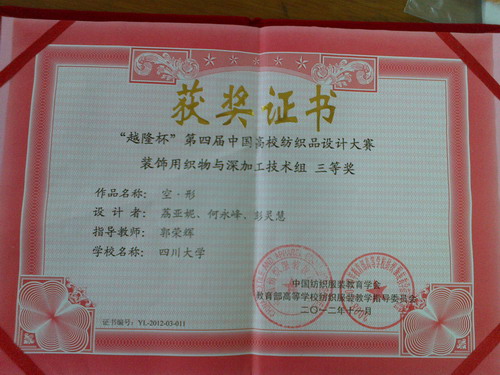 获奖证书
“越隆杯”第四届中国高校纺织品设计大赛
装饰用织物与深加工技术组 三等奖
作品名称：空·形
设计者：荔亚妮、何永峰、彭灵慧
指导教师：郭荣辉
学校名称：四川大学
中国纺织服装教育学会
教育部高等学校纺织服装教学指导委员会
二〇一二年十一月
证书编号：YL-2012-03-011